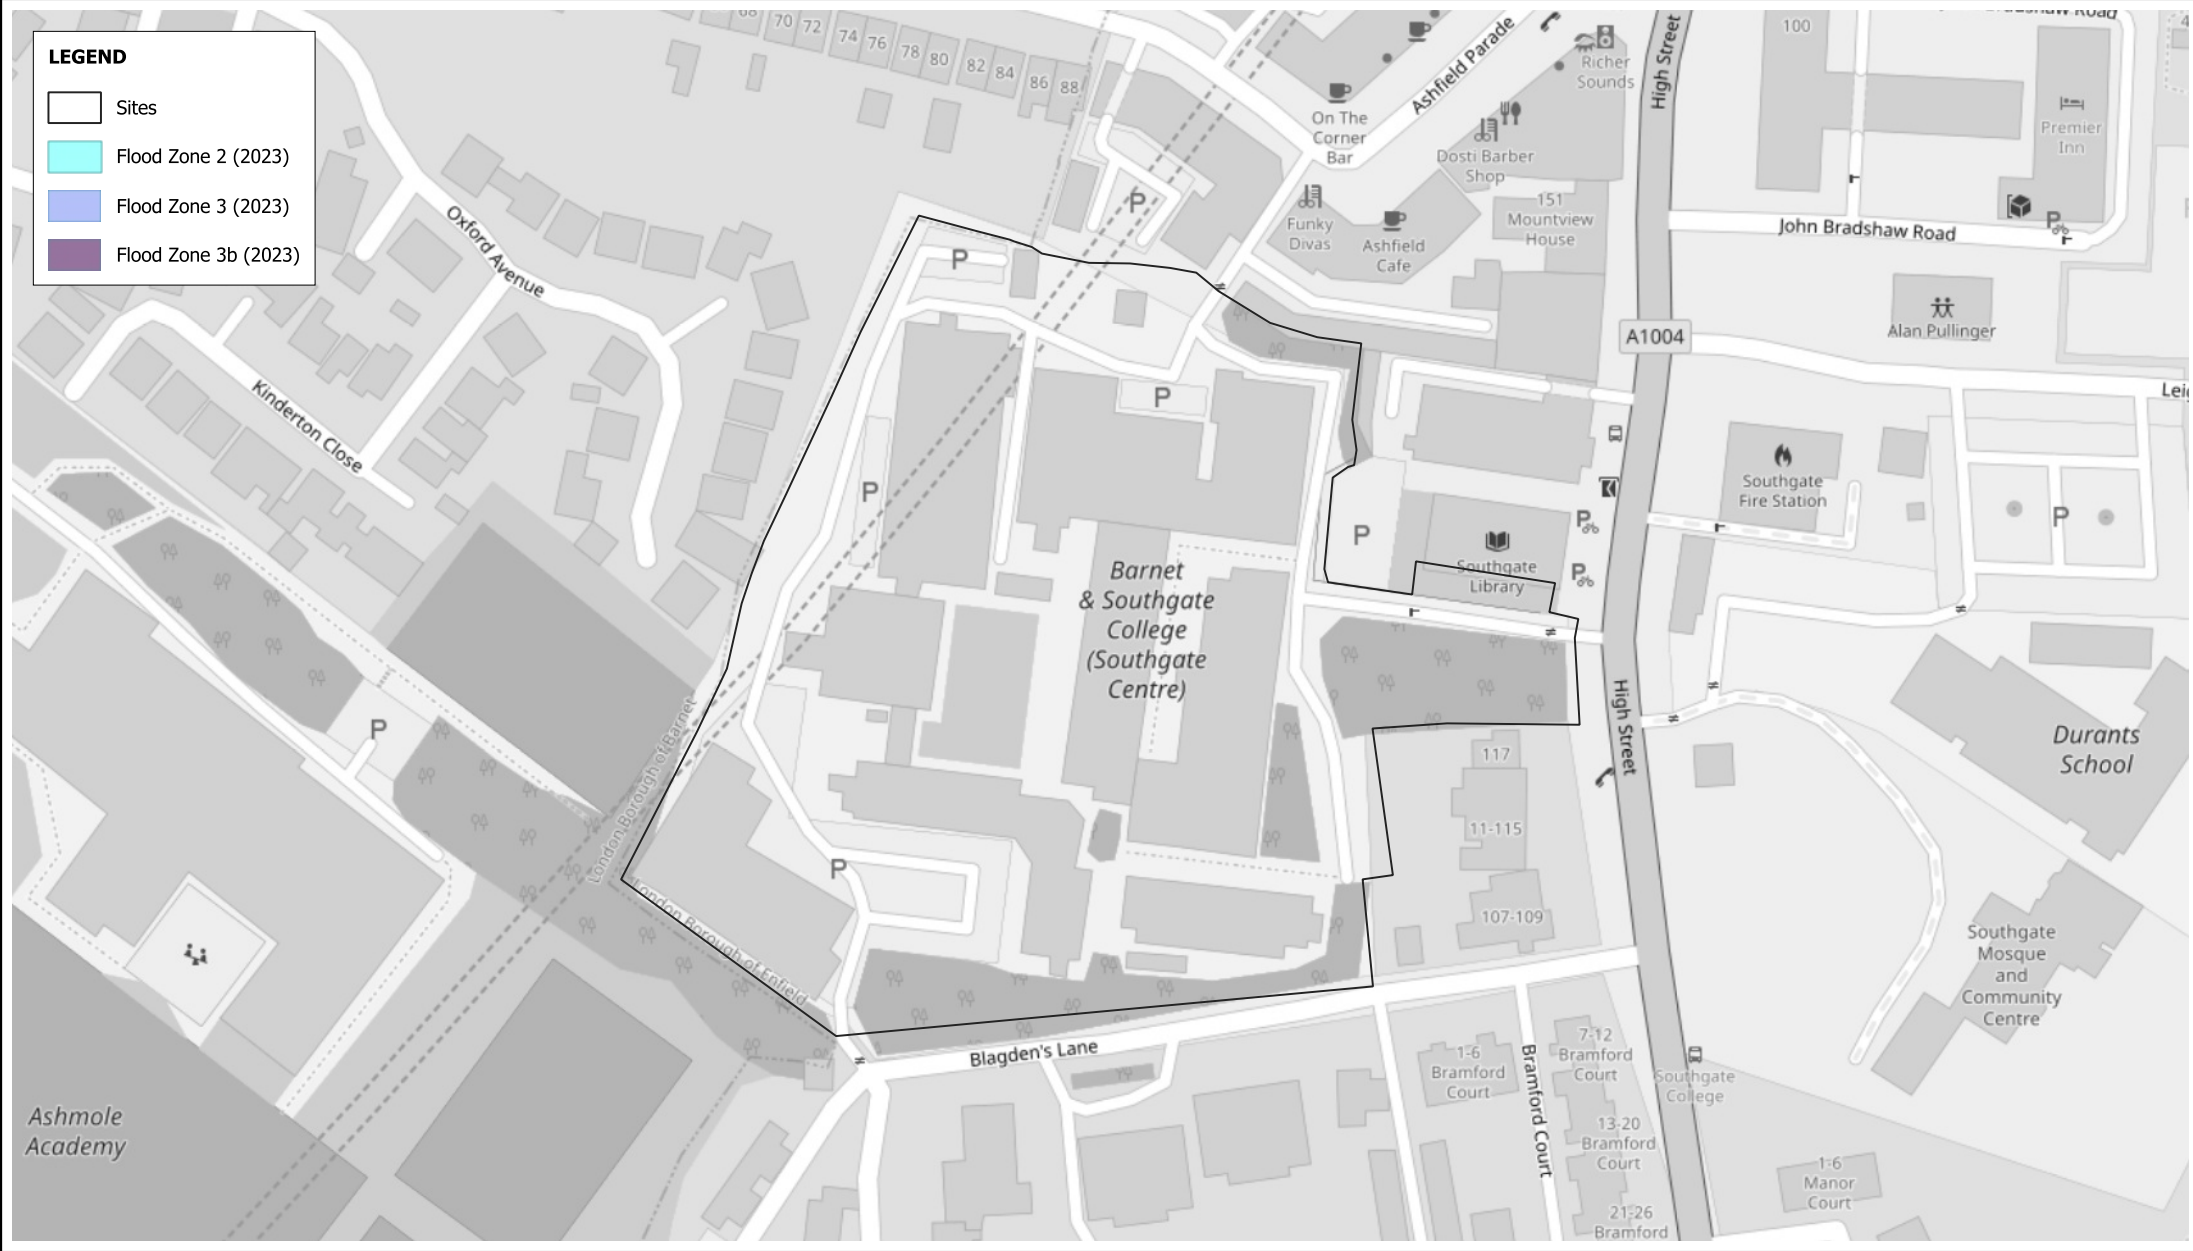 LEGEND
Sites
Flood Zone 2 (2023)
Flood Zone 3 (2023)
Flood Zone 3b (2023)
68
70
72
74
76
78
80
82
84
86
88
Ashfield Parade
On The
Corner
Bar
Richer
Sounds
Dosti Barber
Shop
Funky
Divas
Ashfield
Cafe
151
Mountview
House
High Street
100
Bradshaw Road
Premier
Inn
John Bradshaw Road
Alan Pullinger
A1004
Oxford Avenue
Kinderton Close
P
P
P
P
P
P
P
P
P
P
P
P
Southgate
Fire Station
Southgate
Library
Barnet
& Southgate
College
(Southgate
Centre)
High Street
Durants
School
117
11-115
107-109
London Borough of Barnet
London Borough of Enfield
Southgate
Mosque
and
Community
Centre
Blagden's Lane
1-6
Bramford
Court
7-12
Bramford
Court
Bramford Court
13-20
Bramford
Court
21-26
Bramford
Southgate
College
1-6
Manor
Court
Ashmole
Academy